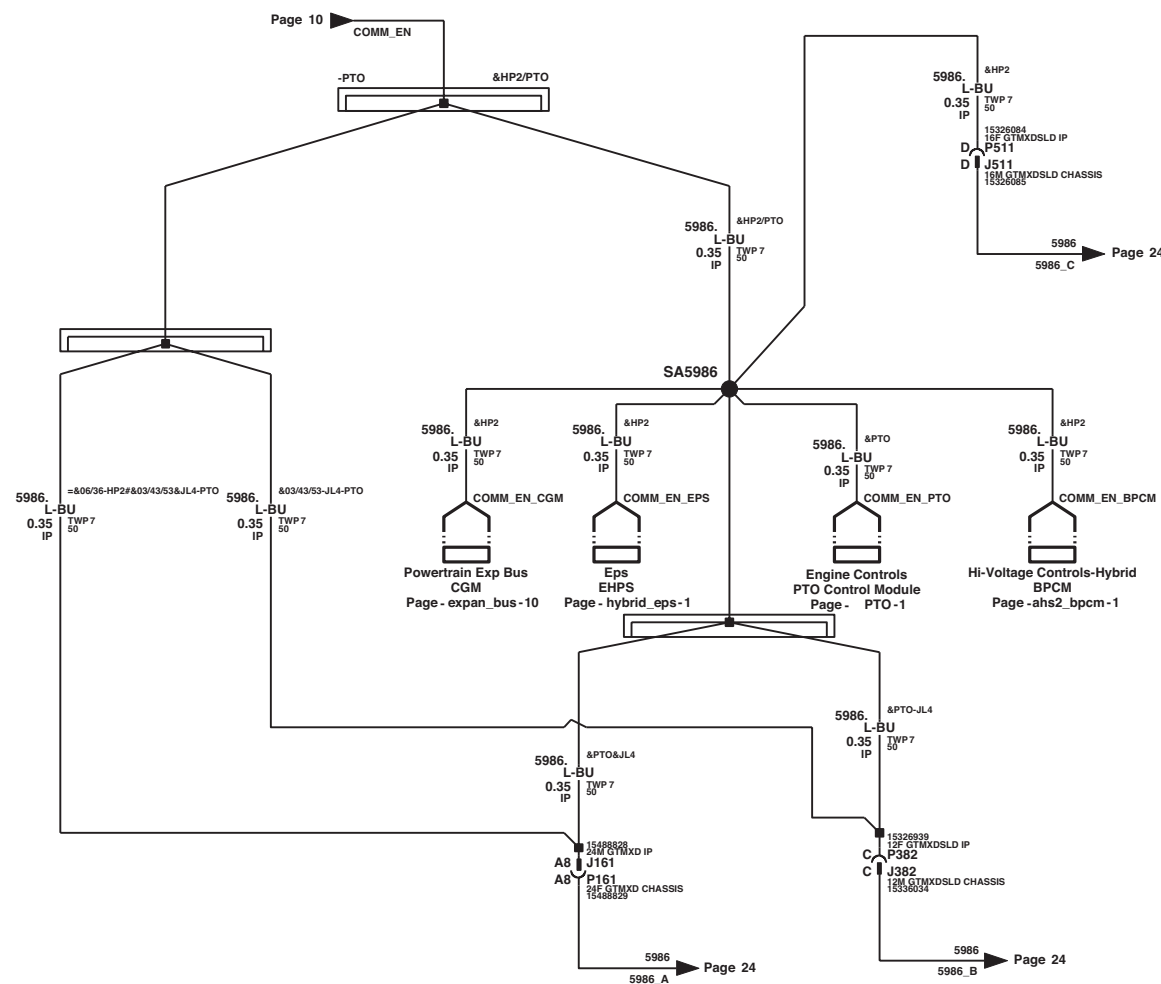 Page 10
COMM_EN
-PTO
&HP2/PTO
5986.
&HP2
L-BU
0.35
TWP 7
50
IP
15326084
16F GTMXDSLD IP
D
P511
D
J511
16M GTMXDSLD CHASSIS
15326085
5986
Page 24
5986_C
5986.
&HP2/PTO
L-BU
0.35
TWP 7
50
IP
SA5986
5986.
&HP2
L-BU
0.35
TWP 7
50
IP
5986.
&HP2
L-BU
0.35
TWP 7
50
IP
5986.
&PTO
L-BU
0.35
TWP 7
50
IP
5986.
&HP2
L-BU
0.35
TWP 7
50
IP
5986.
=&06/36-HP2#&03/43/53&JL4-PTO
L-BU
0.35
TWP 7
50
IP
5986.
&03/43/53-JL4-PTO
L-BU
0.35
TWP 7
50
IP
COMM_EN_CGM
COMM_EN_EPS
COMM_EN_PTO
COMM_EN_BPCM
Powertrain Exp Bus
CGM
Page - expan_bus-10
Eps
EHPS
Page - hybrid_eps-1
Engine Controls
PTO Control Module
Page - PTO-1
Hi-Voltage Controls-Hybrid
BPCM
Page -ahs2_bpcm-1
5986.
&PTO-JL4
L-BU
0.35
TWP 7
50
IP
5986.
&PTO&JL4
L-BU
0.35
TWP 7
50
IP
15488828
24M GTMXD IP
A8
J161
A8
P161
24F GTMXD CHASSIS
15488829
15326939
12F GTMXDSLD IP
C
P382
C
J382
12M GTMXDSLD CHASSIS
15336034
5986
Page 24
5986_A
5986
Page 24
5986_B